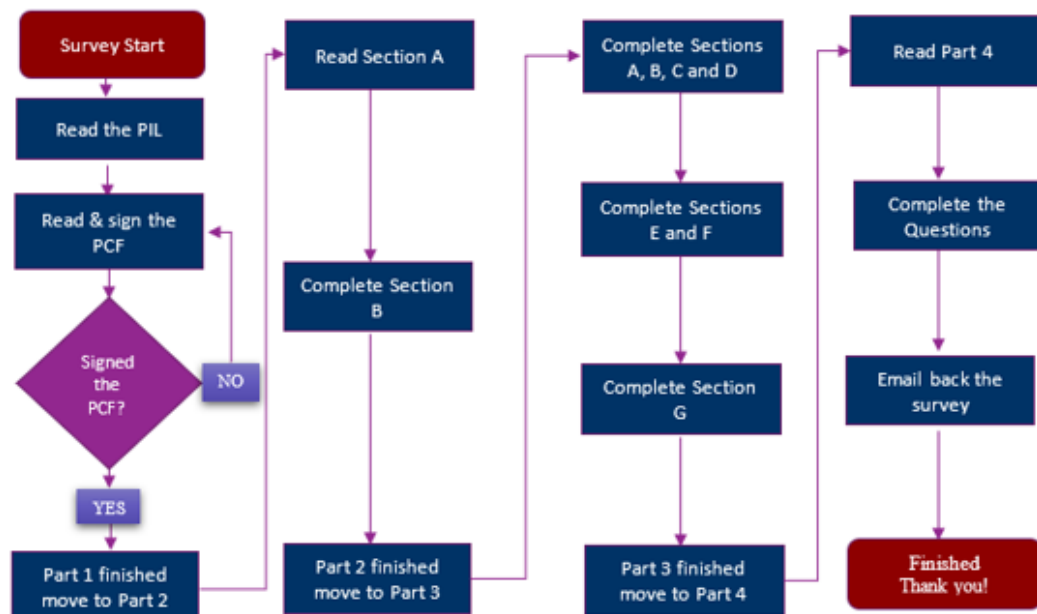 Survey Start
Read the PIL
Read & sign the
PCF
Signed
the
PCF?
NO
YES
Part 1 finished
move to Part 2
Read Section A
Complete Section
B
Part 2 finished
move to Part 3
Complete Sections
A, B, C and D
Complete Sections
E and F
Complete Section
G
Part 3 finished
move to Part 4
Read Part 4
Complete the
Questions
Email back the
survey
Finished
Thank you!